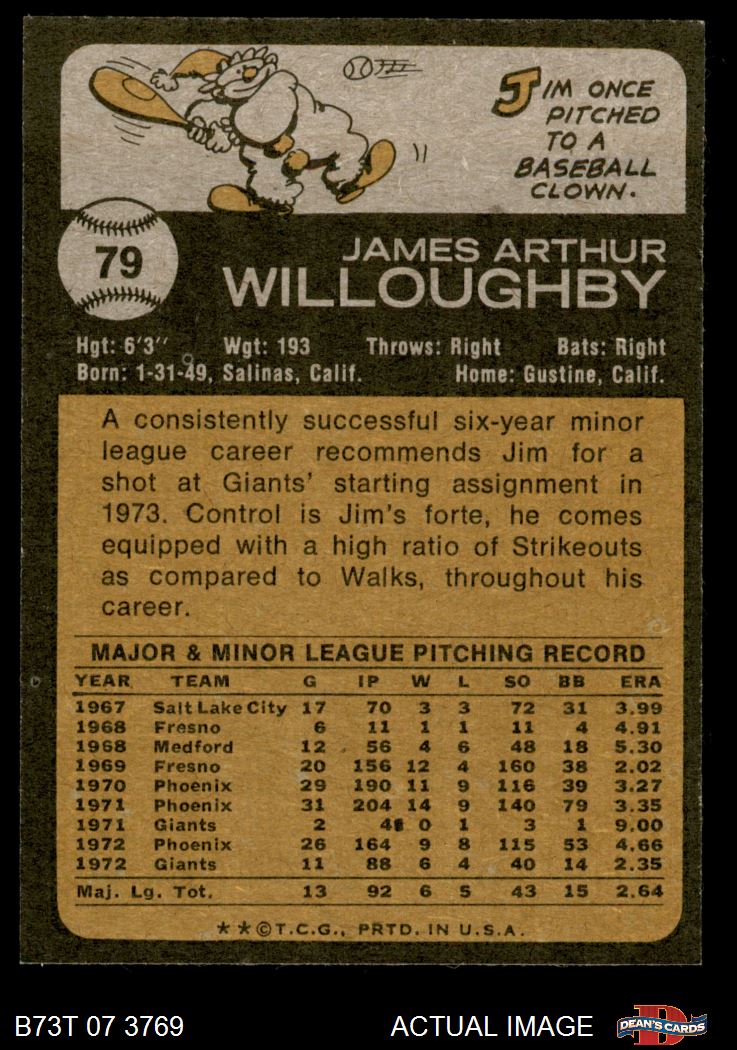 JIM ONCE
PITCHED
TO A
BASEBALL
CLOWN.
79
JAMES ARTHUR
WILLOUGHBY
Hgt: 6'3" Wgt: 193 Throws: Right Bats: Right
Born: 1-31-49, Salinas, Calif. Home: Gustine, Calif.
A consistently successful six-year minor
league career recommends Jim for a
shot at Giants' starting assignment in
1973. Control is Jim's forte, he comes
equipped with a high ratio of Strikeouts
as compared to Walks, throughout his
career.
MAJOR & MINOR LEAGUE PITCHING RECORD
YEAR TEAM G IP W L SO BB ERA
1967 Salt Lake City 17 70 3 3 72 31 3.99
1968 Fresno 6 11 1 1 11 4 4.91
1968 Medford 12 56 4 6 48 18 5.30
1969 Fresno 20 156 12 4 160 38 2.02
1970 Phoenix 29 190 11 9 116 39 3.27
1971 Phoenix 31 204 14 9 140 79 3.35
1971 Giants 2 4 0 1 3 1 9.00
1972 Phoenix 26 164 9 8 115 53 4.66
1972 Giants 11 88 6 4 40 14 2.35
Maj. Lg. Tot. 13 92 6 5 43 15 2.64
★★©T.C.G., PRTD. IN U.S.A.
B73T 07 3769 ACTUAL IMAGE D DEAN'S CARDS